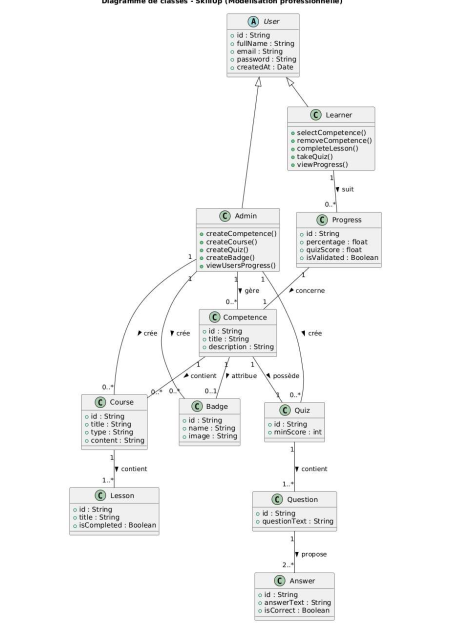 Diagramme de classes - SkillUp (Modélisation professionnelle)
A User
id : String
fullName : String
email : String
password : String
createdAt : Date
C Learner
selectCompetence()
removeCompetence()
completeLesson()
takeQuiz()
viewProgress()
1
suit
0..*
C Admin
createCompetence()
createCourse()
createQuiz()
createBadge()
viewUsersProgress()
C Progress
id : String
percentage : float
quizScore : float
isValidated : Boolean
1
1
1
1
1
gère
concerne
0..*
1
C Competence
id : String
title : String
description : String
crée
crée
crée
1
1
1
contient
attribue
possède
0..*
0..*
0..*
0..1
1
0..*
C Course
id : String
title : String
type : String
content : String
C Badge
id : String
name : String
image : String
C Quiz
id : String
minScore : int
1
contient
1..*
1
contient
1..*
C Lesson
id : String
title : String
isCompleted : Boolean
C Question
id : String
questionText : String
1
propose
2..*
C Answer
id : String
answerText : String
isCorrect : Boolean